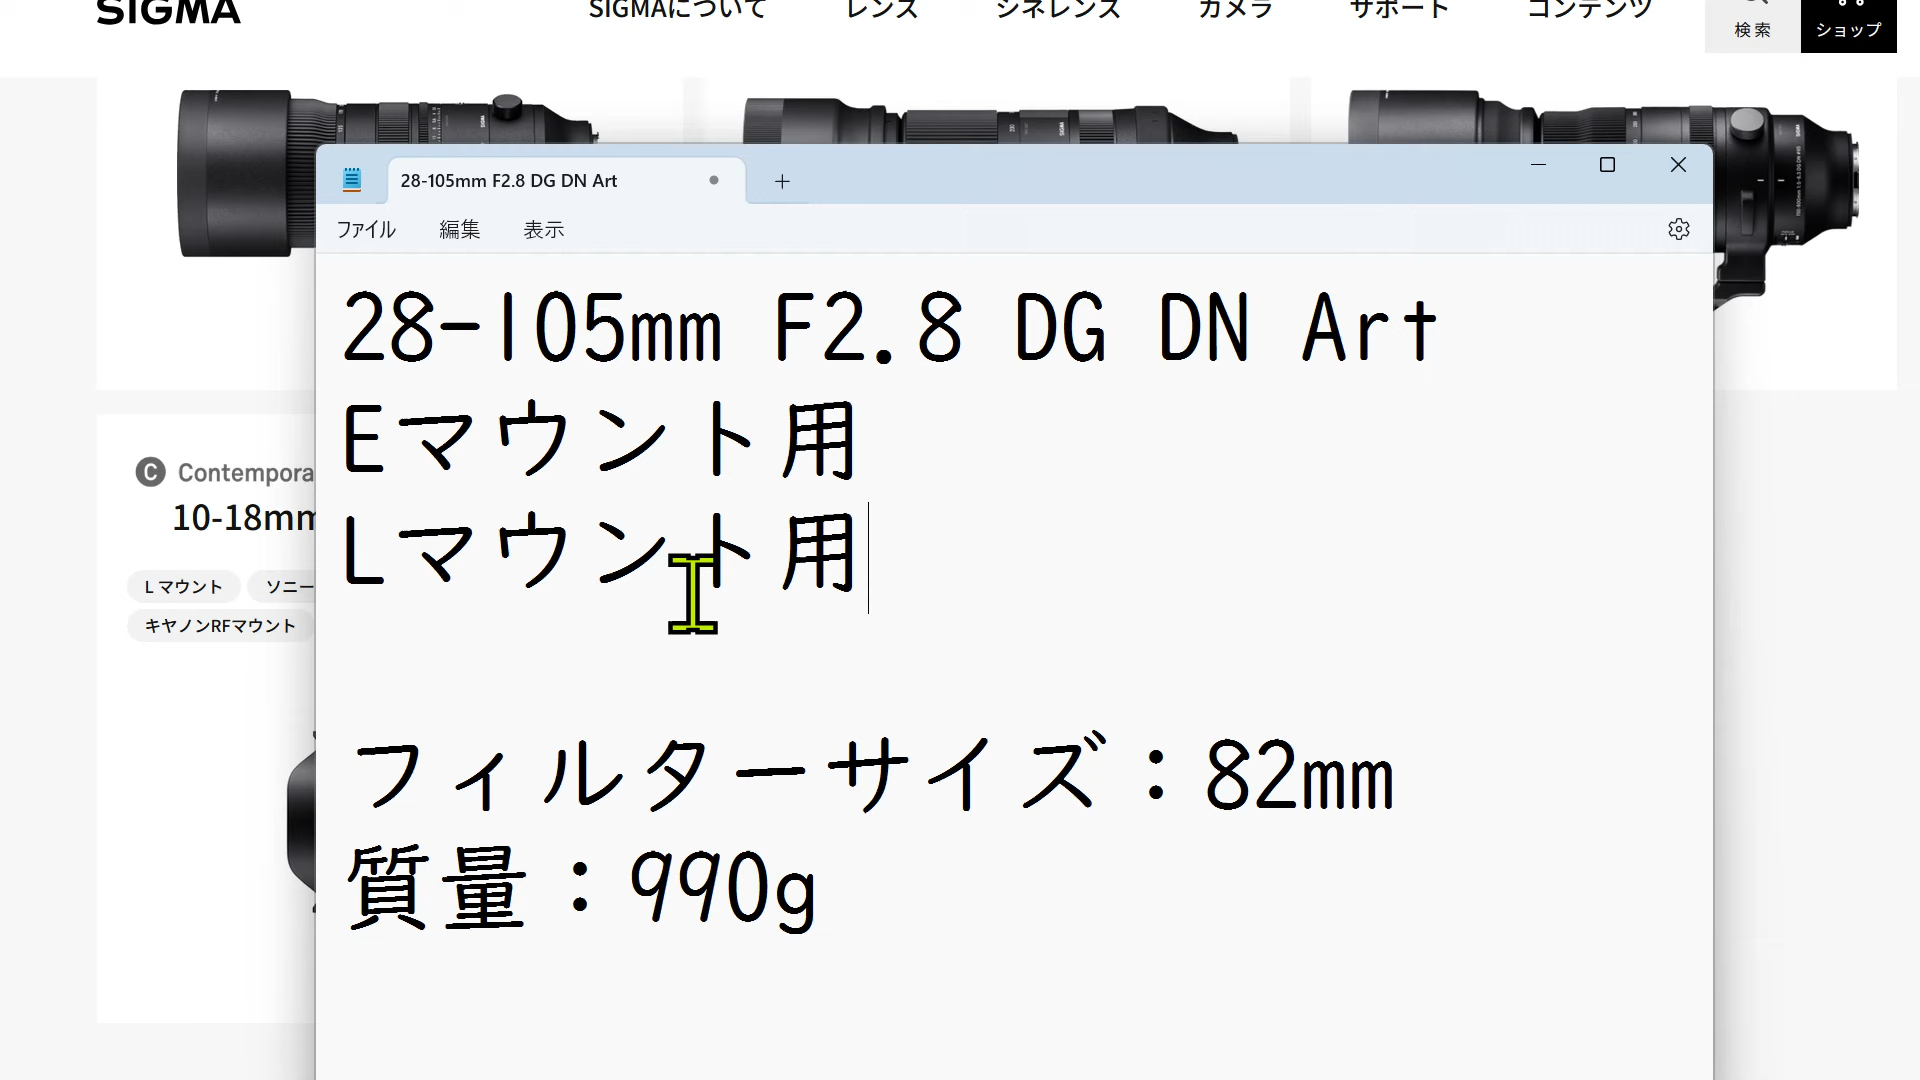 SIGMA
SIGMAについて レンズ シネレンズ カメラ サポート コンテンツ
検索 ショップ
28-105mm F2.8 DG DN Art
ファイル 編集 表示
28-105mm F2.8 DG DN Art
Eマウント用
Lマウント用
フィルターサイズ：82mm
質量：990g
C Contempora
10-18mm
L マウント ソニー
キヤノンRFマウント